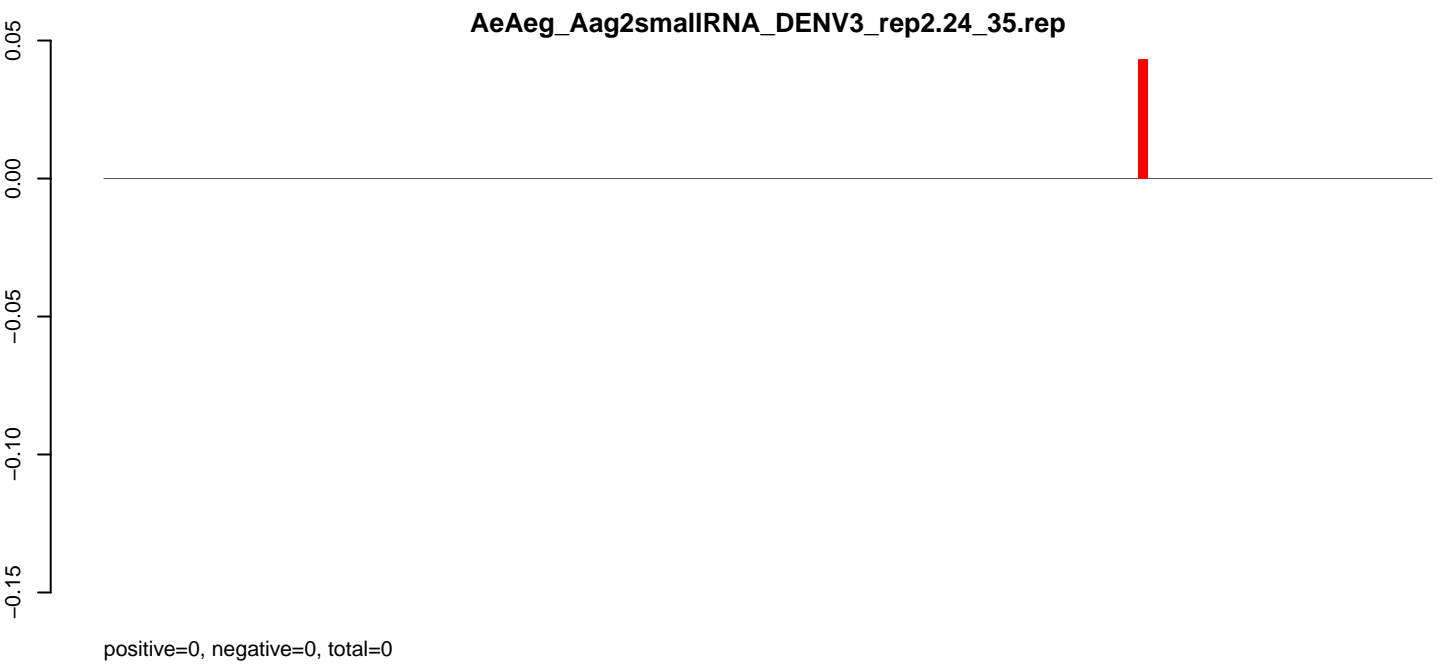 AeAeg_Aag2smallRNA_DENV3_rep2.24_35.rep
0.05
0.00
−0.05
−0.10
−0.15
positive=0, negative=0, total=0